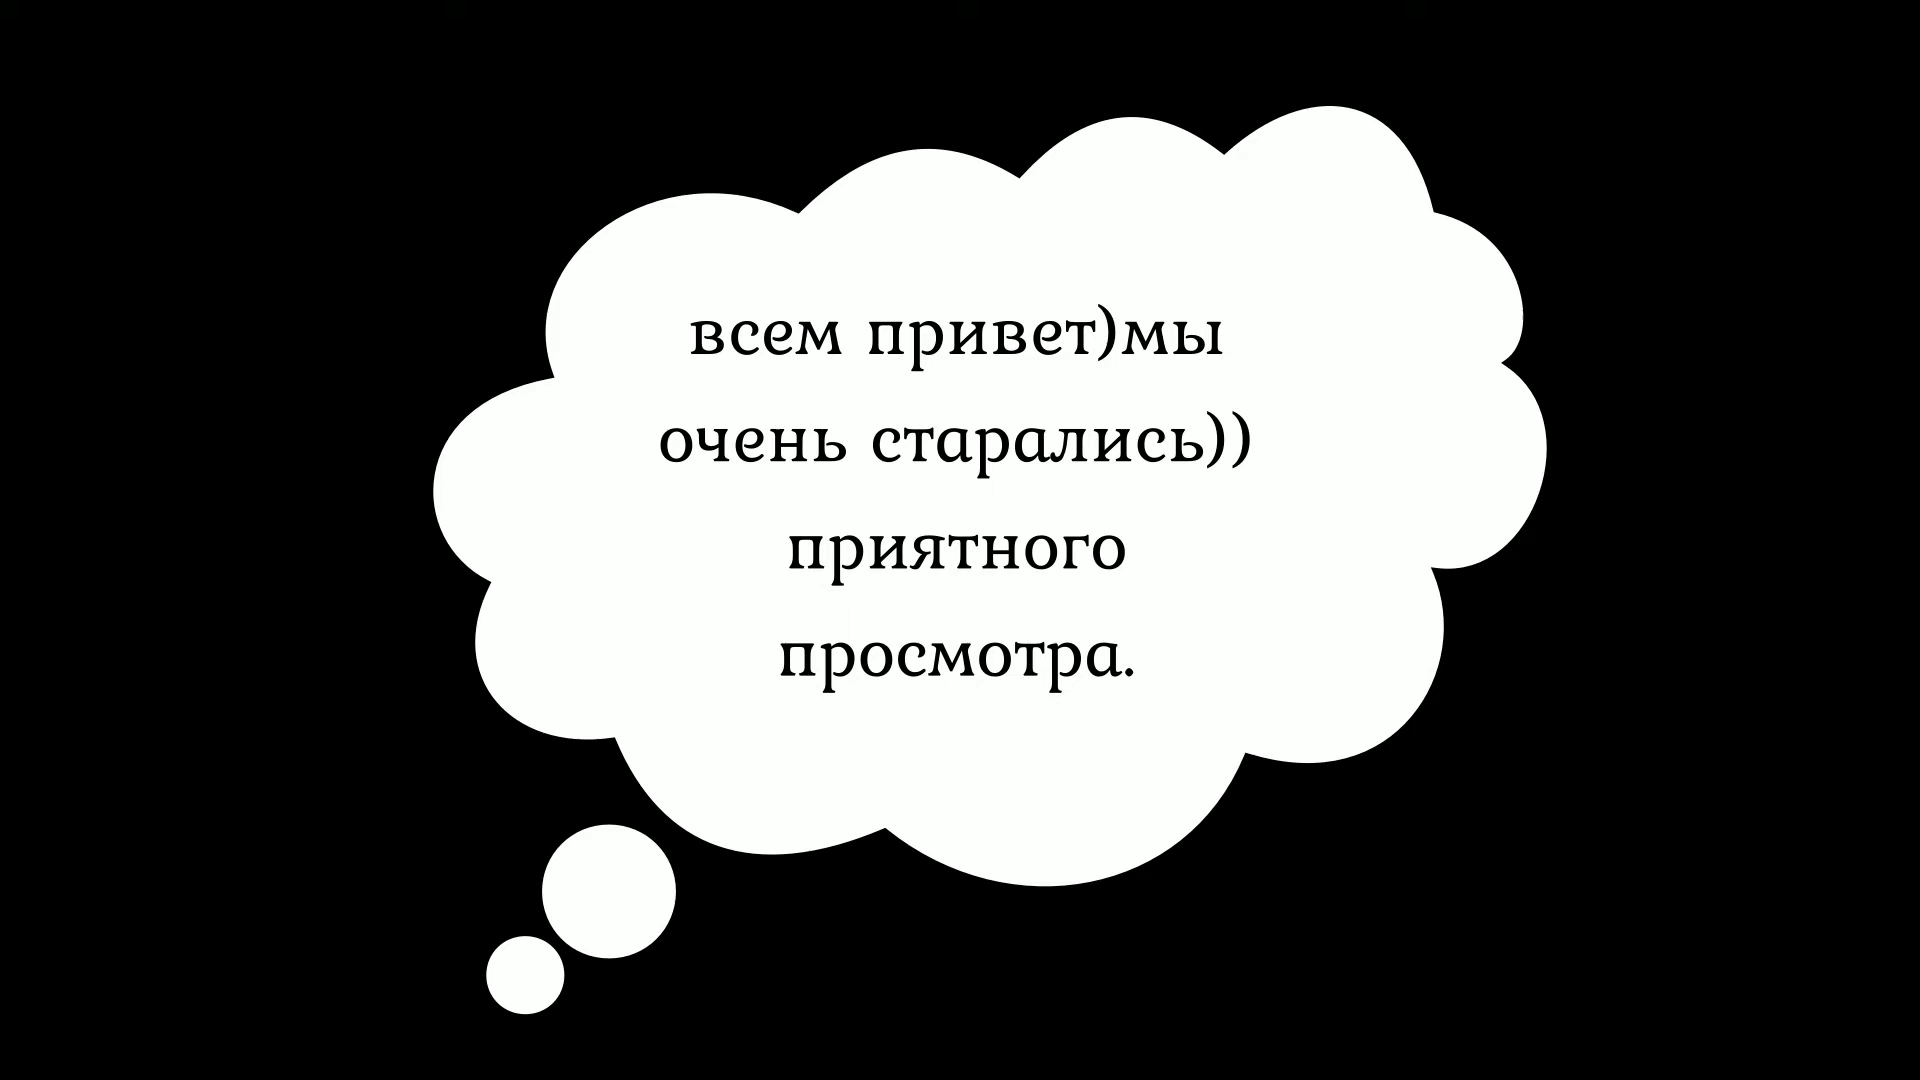 всем привет)мы
очень старались))
приятного
просмотра.